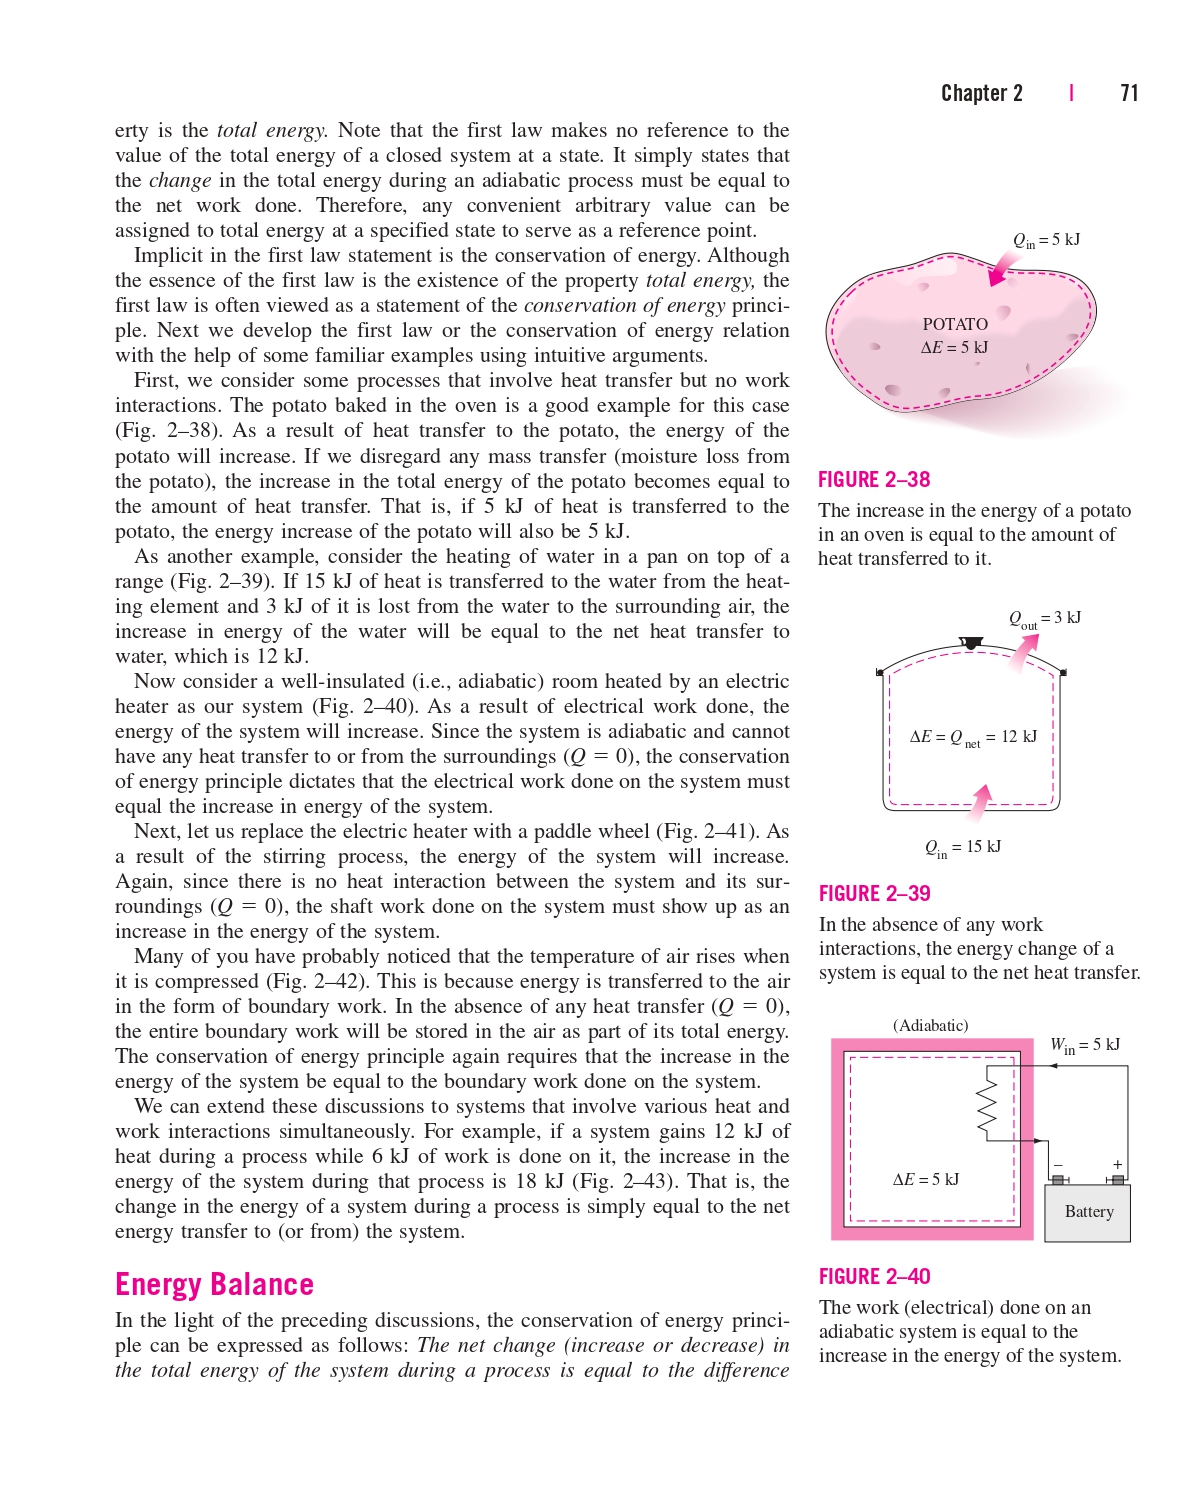 Chapter 2 | 71
erty is the total energy. Note that the first law makes no reference to the
value of the total energy of a closed system at a state. It simply states that
the change in the total energy during an adiabatic process must be equal to
the net work done. Therefore, any convenient arbitrary value can be
assigned to total energy at a specified state to serve as a reference point.
Implicit in the first law statement is the conservation of energy. Although
the essence of the first law is the existence of the property total energy, the
first law is often viewed as a statement of the conservation of energy princi-
ple. Next we develop the first law or the conservation of energy relation
with the help of some familiar examples using intuitive arguments.
First, we consider some processes that involve heat transfer but no work
interactions. The potato baked in the oven is a good example for this case
(Fig. 2–38). As a result of heat transfer to the potato, the energy of the
potato will increase. If we disregard any mass transfer (moisture loss from
the potato), the increase in the total energy of the potato becomes equal to
the amount of heat transfer. That is, if 5 kJ of heat is transferred to the
potato, the energy increase of the potato will also be 5 kJ.
As another example, consider the heating of water in a pan on top of a
range (Fig. 2–39). If 15 kJ of heat is transferred to the water from the heat-
ing element and 3 kJ of it is lost from the water to the surrounding air, the
increase in energy of the water will be equal to the net heat transfer to
water, which is 12 kJ.
Now consider a well-insulated (i.e., adiabatic) room heated by an electric
heater as our system (Fig. 2–40). As a result of electrical work done, the
energy of the system will increase. Since the system is adiabatic and cannot
have any heat transfer to or from the surroundings (Q = 0), the conservation
of energy principle dictates that the electrical work done on the system must
equal the increase in energy of the system.
Next, let us replace the electric heater with a paddle wheel (Fig. 2–41). As
a result of the stirring process, the energy of the system will increase.
Again, since there is no heat interaction between the system and its sur-
roundings (Q = 0), the shaft work done on the system must show up as an
increase in the energy of the system.
Many of you have probably noticed that the temperature of air rises when
it is compressed (Fig. 2–42). This is because energy is transferred to the air
in the form of boundary work. In the absence of any heat transfer (Q = 0),
the entire boundary work will be stored in the air as part of its total energy.
The conservation of energy principle again requires that the increase in the
energy of the system be equal to the boundary work done on the system.
We can extend these discussions to systems that involve various heat and
work interactions simultaneously. For example, if a system gains 12 kJ of
heat during a process while 6 kJ of work is done on it, the increase in the
energy of the system during that process is 18 kJ (Fig. 2–43). That is, the
change in the energy of a system during a process is simply equal to the net
energy transfer to (or from) the system.
Energy Balance
In the light of the preceding discussions, the conservation of energy princi-
ple can be expressed as follows: The net change (increase or decrease) in
the total energy of the system during a process is equal to the difference
Qin = 5 kJ
POTATO
ΔE = 5 kJ
FIGURE 2–38
The increase in the energy of a potato
in an oven is equal to the amount of
heat transferred to it.
Qout = 3 kJ
ΔE = Qnet = 12 kJ
Qin = 15 kJ
FIGURE 2–39
In the absence of any work
interactions, the energy change of a
system is equal to the net heat transfer.
(Adiabatic)
Win = 5 kJ
– +
ΔE = 5 kJ
Battery
FIGURE 2–40
The work (electrical) done on an
adiabatic system is equal to the
increase in the energy of the system.